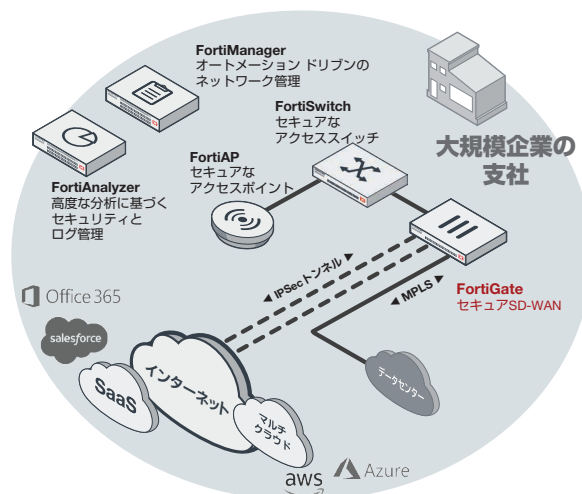 FortiManager
オートメーション ドリブンの
ネットワーク管理
FortiSwitch
セキュアな
アクセススイッチ
大規模企業の
支社
FortiAP
セキュアな
アクセスポイント
FortiAnalyzer
高度な分析に基づく
セキュリティと
ログ管理
◀ IPSecトンネル ▶
◀ MPLS ▶
FortiGate
セキュアSD-WAN
Office 365
salesforce
SaaS
インターネット
マルチ
クラウド
データセンター
aws
Azure